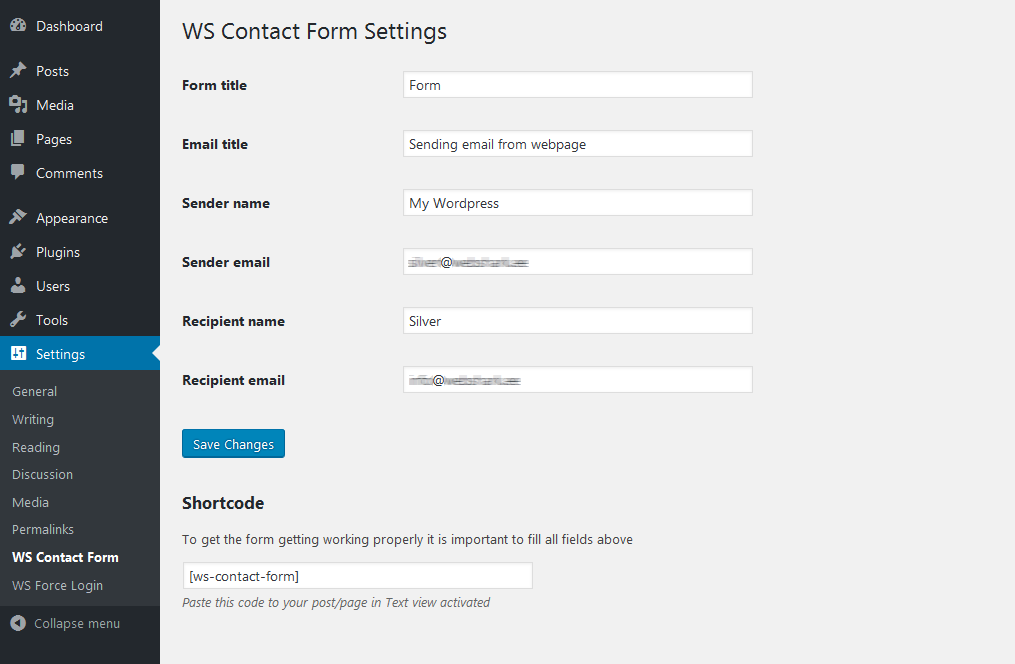 Dashboard
Posts
Media
Pages
Comments
Appearance
Plugins
Users
Tools
Settings
General
Writing
Reading
Discussion
Media
Permalinks
WS Contact Form
WS Force Login
Collapse menu
WS Contact Form Settings
Form title
Form
Email title
Sending email from webpage
Sender name
My Wordpress
Sender email
@
Recipient name
Silver
Recipient email
@
Save Changes
Shortcode
To get the form getting working properly it is important to fill all fields above
[ws-contact-form]
Paste this code to your post/page in Text view activated